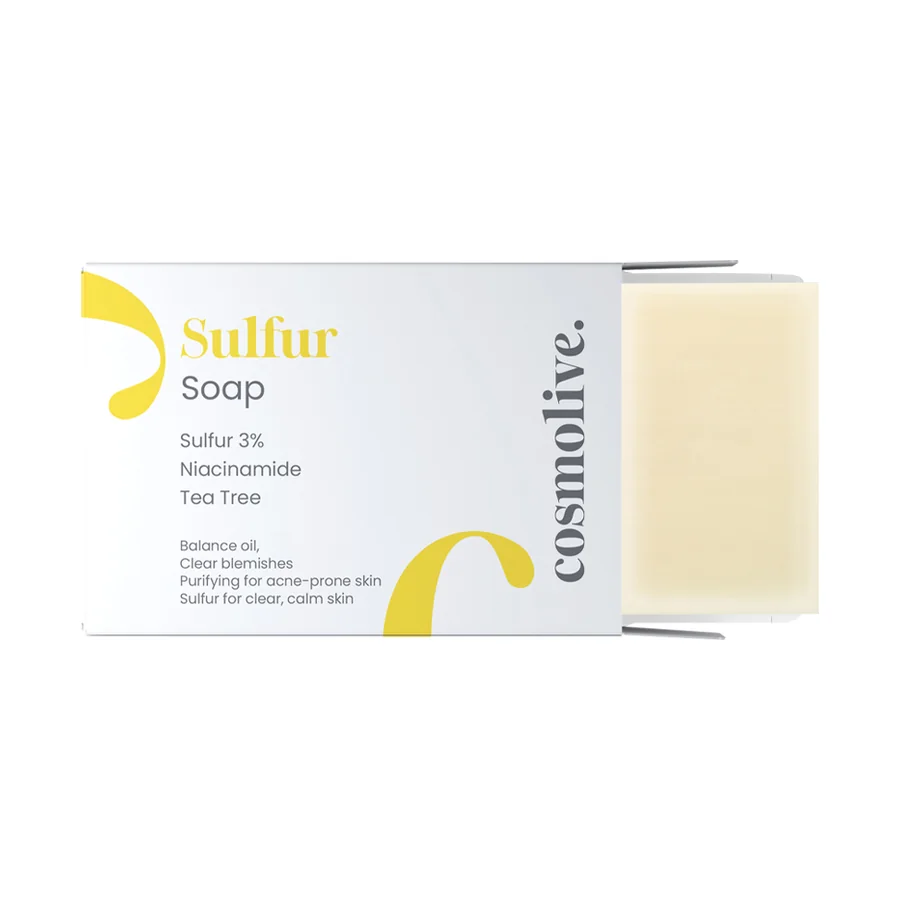 Sulfur
Soap
Sulfur 3%
Niacinamide
Tea Tree
Balance oil,
Clear blemishes
Purifying for acne-prone skin
Sulfur for clear, calm skin
cosmolive.